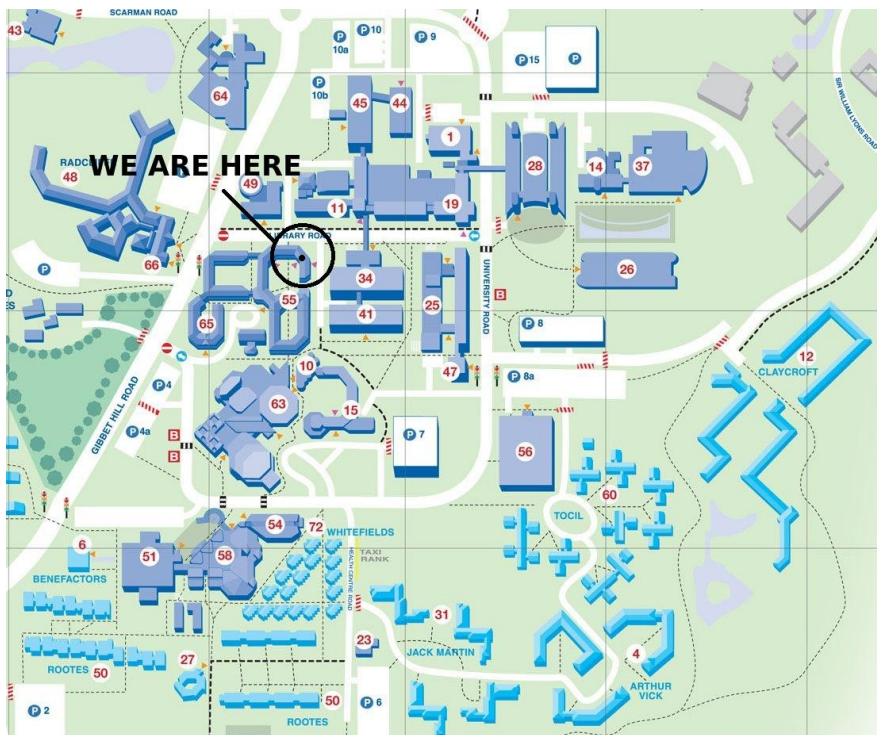 SCARMAN ROAD
43
P
10a
P 10
P 9
P 15
P
64
P
10b
45
44
1
SIR WILLIAM LYONS ROAD
WE ARE HERE
48
49
11
19
28
14
37
LIBRARY ROAD
66
P
34
26
55
25
UNIVERSITY ROAD
B
65
41
P 8
12
CLAYCROFT
10
47
P 4
P 8a
GIBBET HILL ROAD
63
15
P 4a
B
B
P 7
56
60
TOCIL
6
51
54
72
WHITEFIELDS
58
TAXI
RANK
BENEFACTORS
HEALTH CENTRE ROAD
31
23
JACK MARTIN
4
ARTHUR
VICK
ROOTES 50
27
50
P 2
ROOTES
P 6